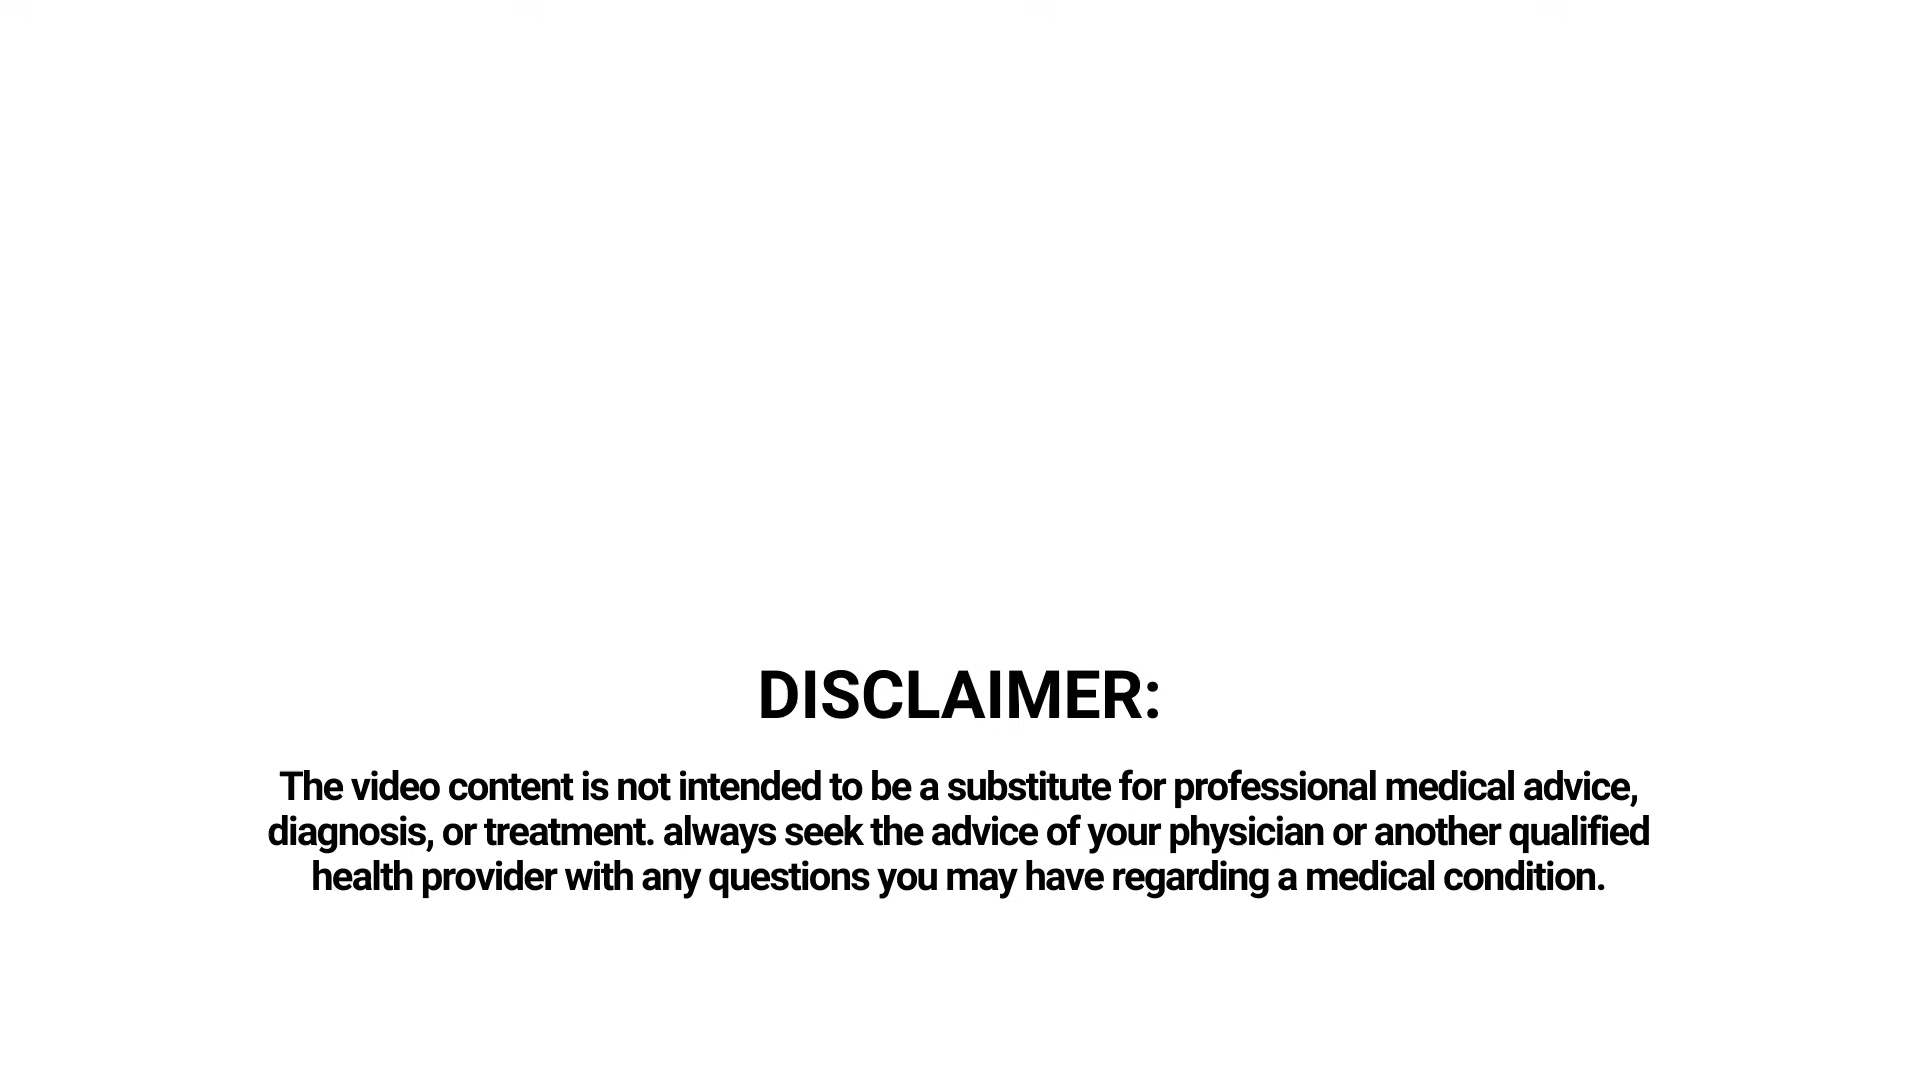 DISCLAIMER:
The video content is not intended to be a substitute for professional medical advice,
diagnosis, or treatment. always seek the advice of your physician or another qualified
health provider with any questions you may have regarding a medical condition.